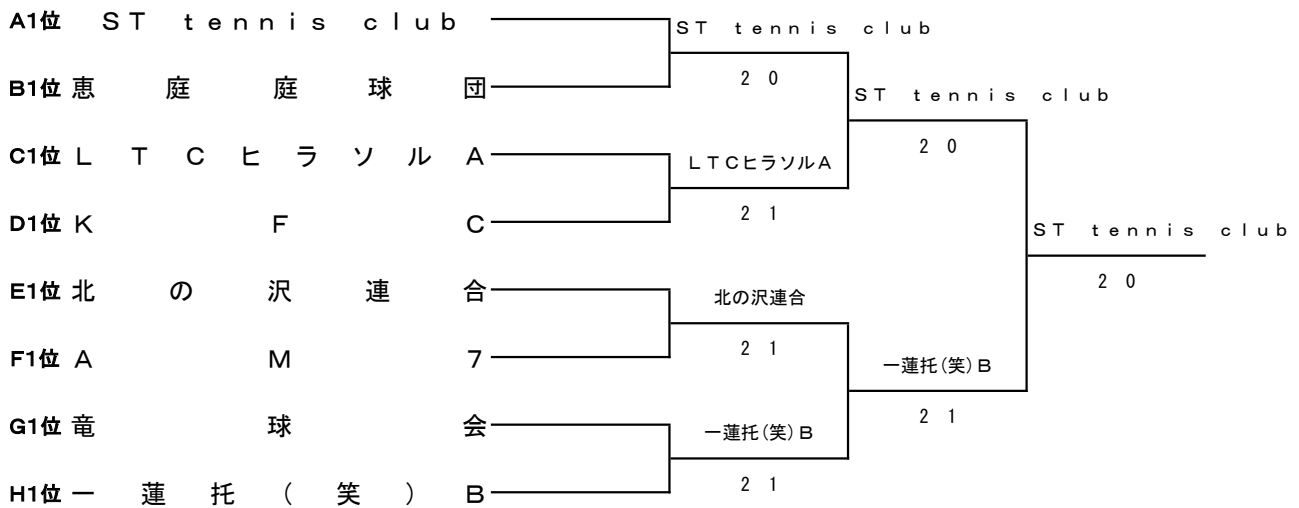 A1位 ST tennis club
ST tennis club
B1位 恵庭庭球団
2 0
ST tennis club
C1位 LTCヒラソルA
LTCヒラソルA
2 0
D1位 KFC
2 1
ST tennis club
E1位 北の沢連合
北の沢連合
2 0
F1位 AM7
2 1
一蓮托(笑)B
G1位 竜球会
一蓮托(笑)B
2 1
H1位 一蓮托(笑)B
2 1